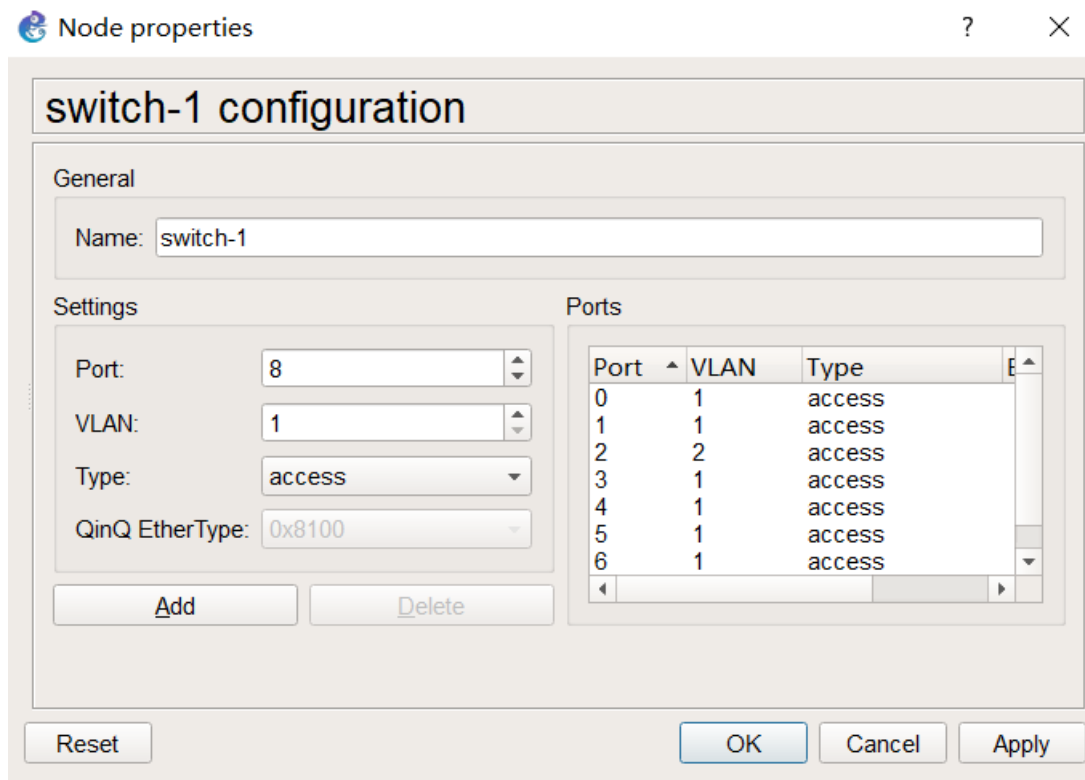 Node properties ? ×
switch-1 configuration
General
Name: switch-1
Settings
Port: 8
VLAN: 1
Type: access
QinQ EtherType: 0x8100
Add Delete
Ports
Port VLAN Type
0 1 access
1 1 access
2 2 access
3 1 access
4 1 access
5 1 access
6 1 access
Reset OK Cancel Apply